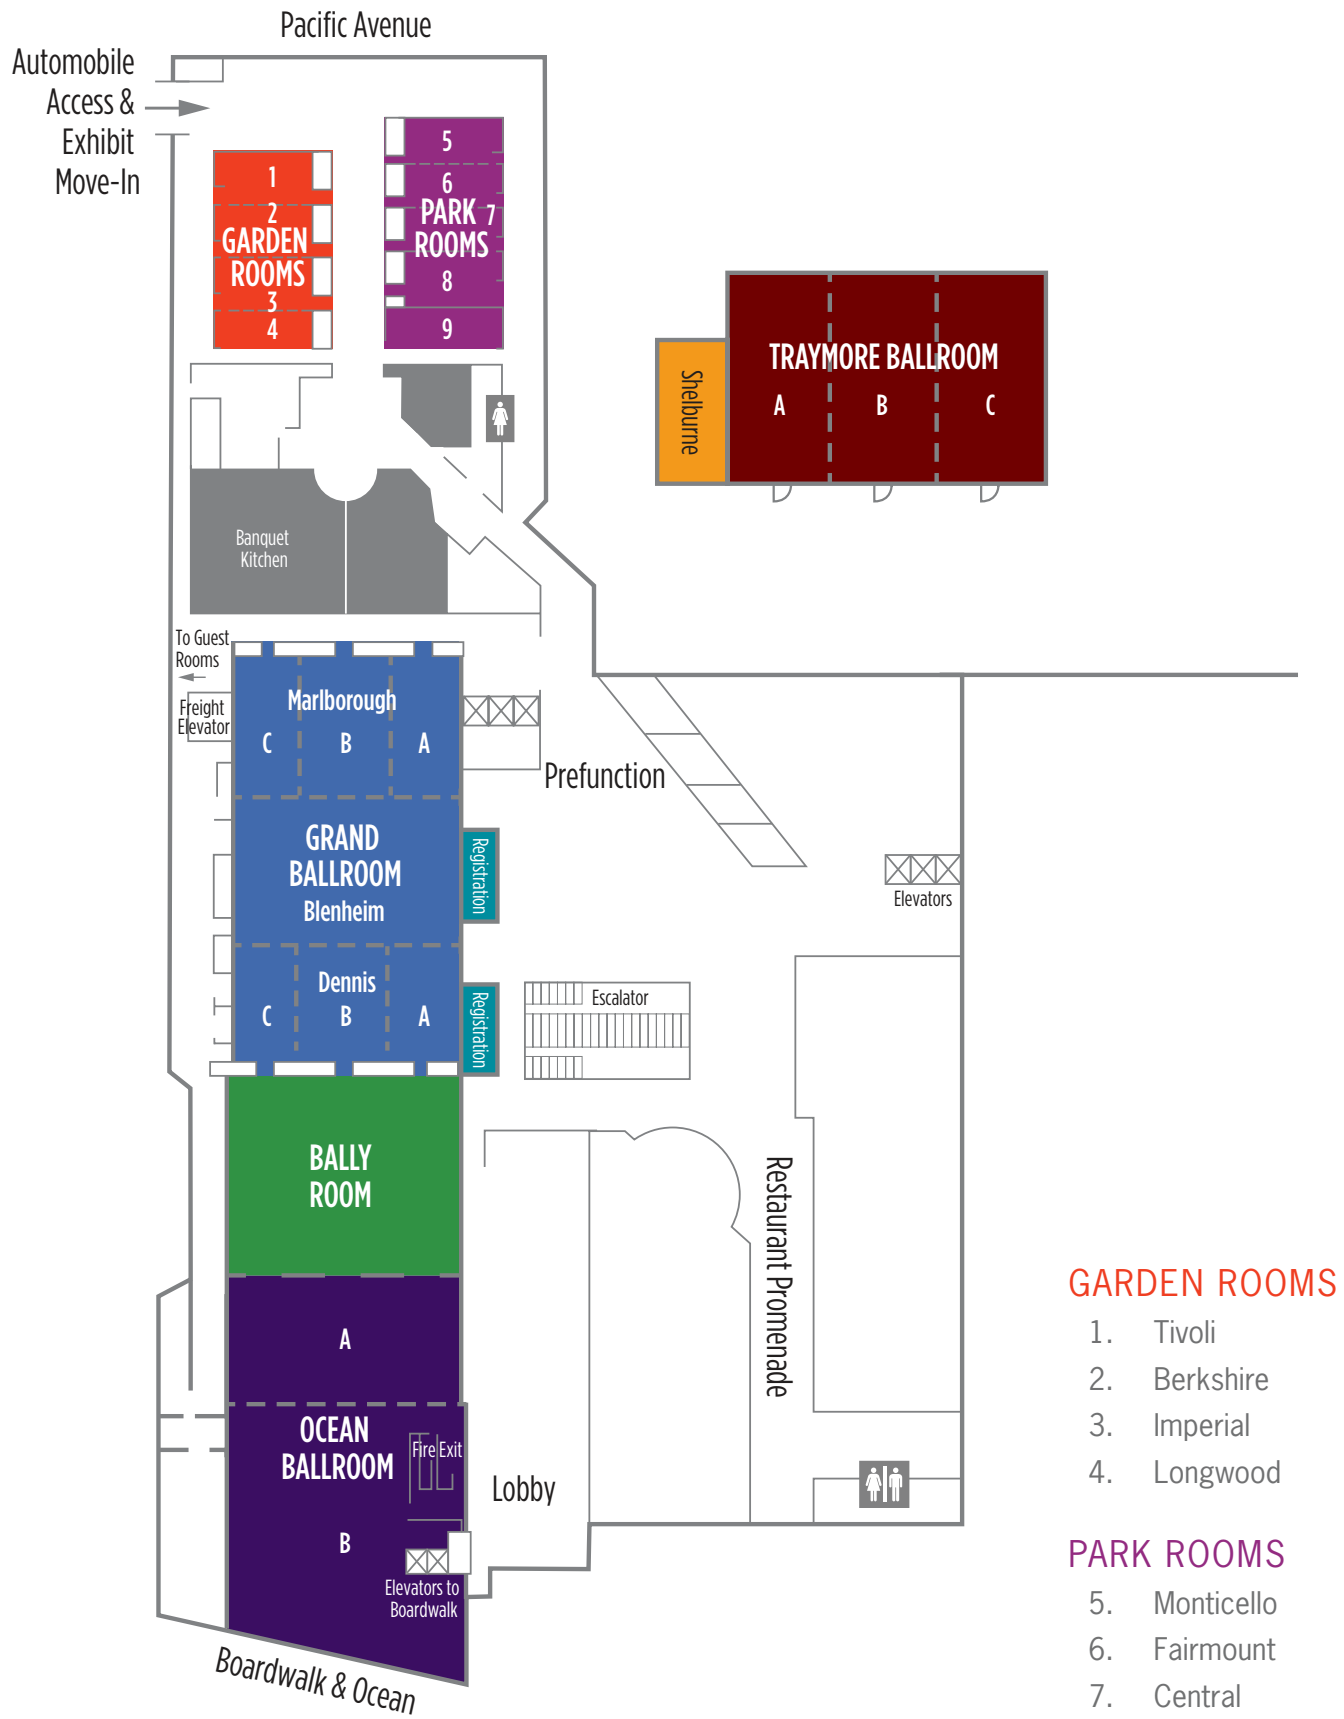 Pacific Avenue
Automobile
Access &
Exhibit
Move-In
1
2
GARDEN
ROOMS
3
4
5
6
PARK 7
ROOMS
8
9
TRAYMORE BALLROOM
A
B
C
Shelburne
Banquet
Kitchen
To Guest
Rooms
Freight
Elevator
Marlborough
C
B
A
Prefunction
GRAND
BALLROOM
Blenheim
Registration
Elevators
Dennis
C
B
A
Registration
Escalator
BALLY
ROOM
Restaurant Promenade
A
OCEAN
BALLROOM
Fire Exit
Lobby
B
Elevators to
Boardwalk
Boardwalk & Ocean
GARDEN ROOMS
1. Tivoli
2. Berkshire
3. Imperial
4. Longwood
PARK ROOMS
5. Monticello
6. Fairmount
7. Central